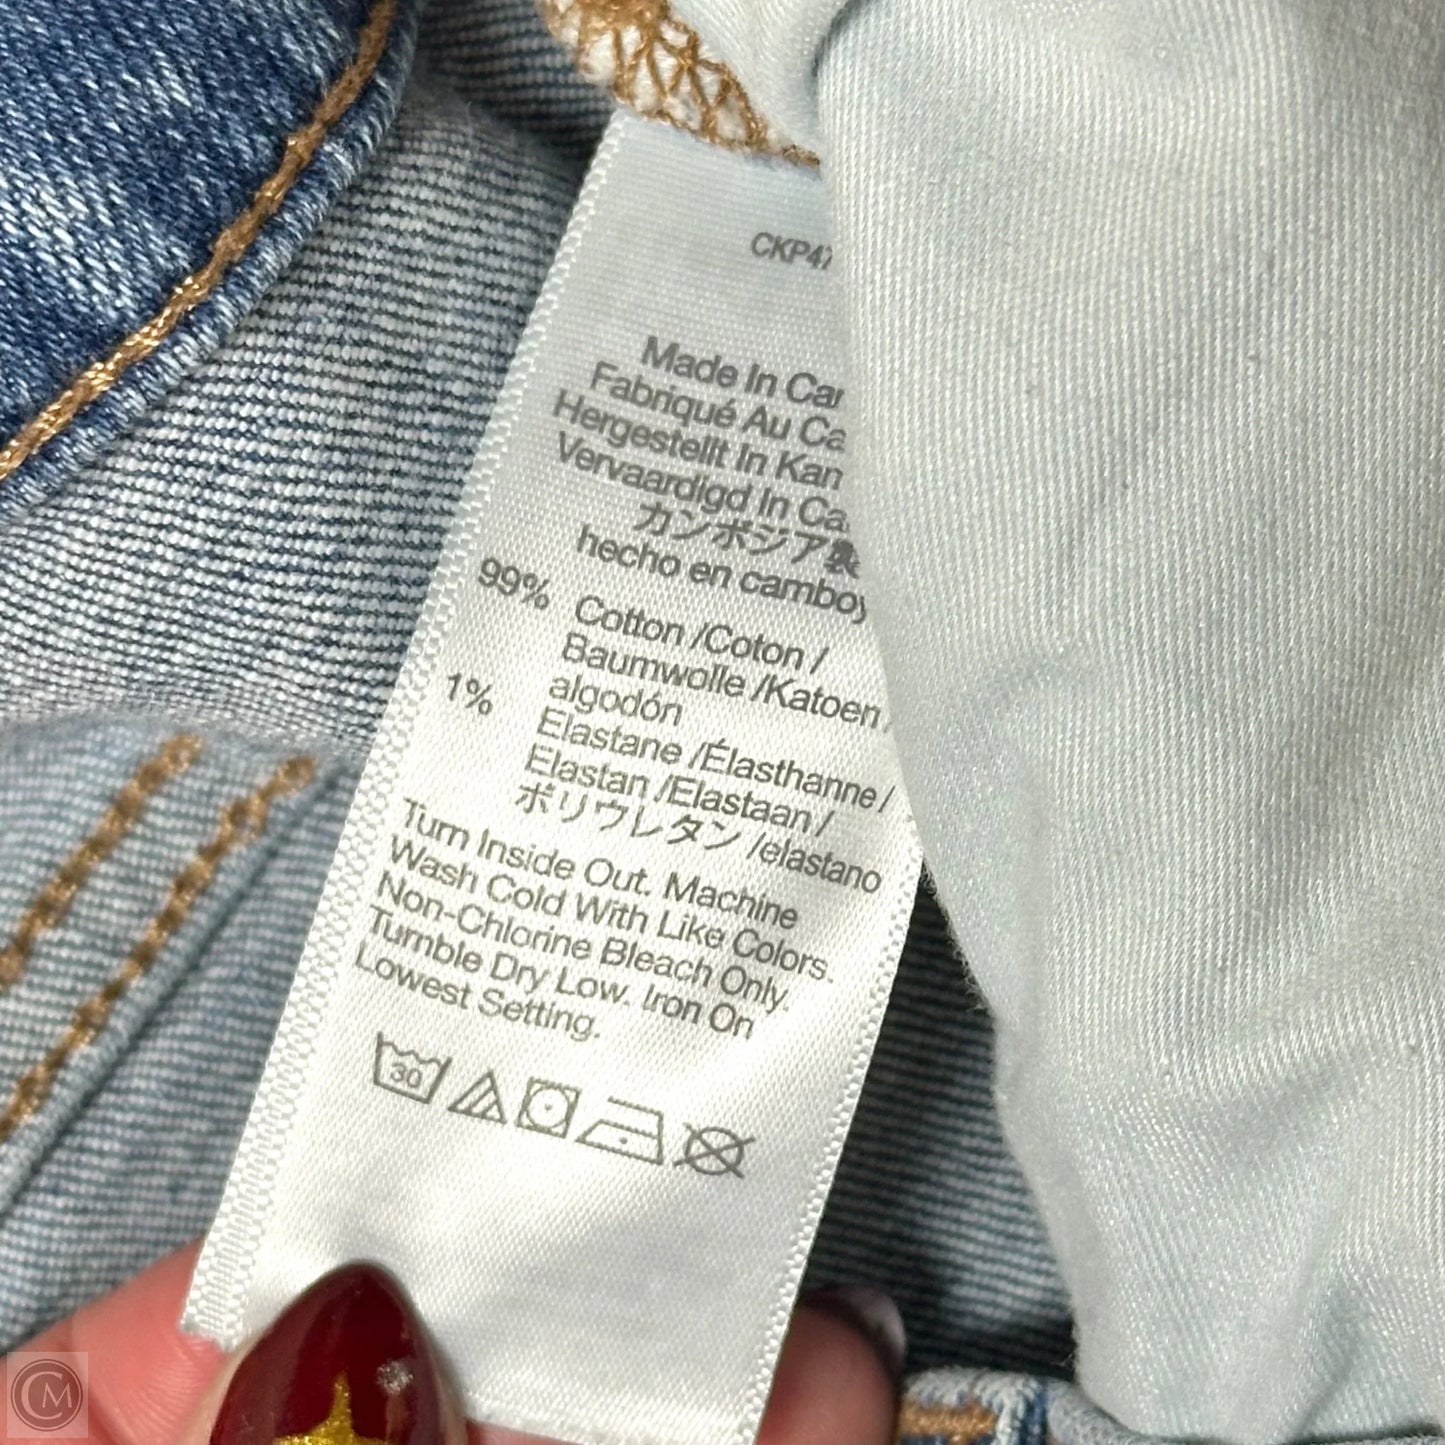 CKP47
Made In Ca
Fabriqué Au Ca
Hergestellt In Kam
Vervaardigd In Ca
カンボジア製
hecho en camboy
99% Cotton /Coton /
Baumwolle /Katoen /
algodón
1% Elastane /Élasthanne /
Elastan /Elastaan /
ポリウレタン /elastano
Turn Inside Out. Machine
Wash Cold With Like Colors.
Non-Chlorine Bleach Only.
Tumble Dry Low. Iron On
Lowest Setting.
30
CM